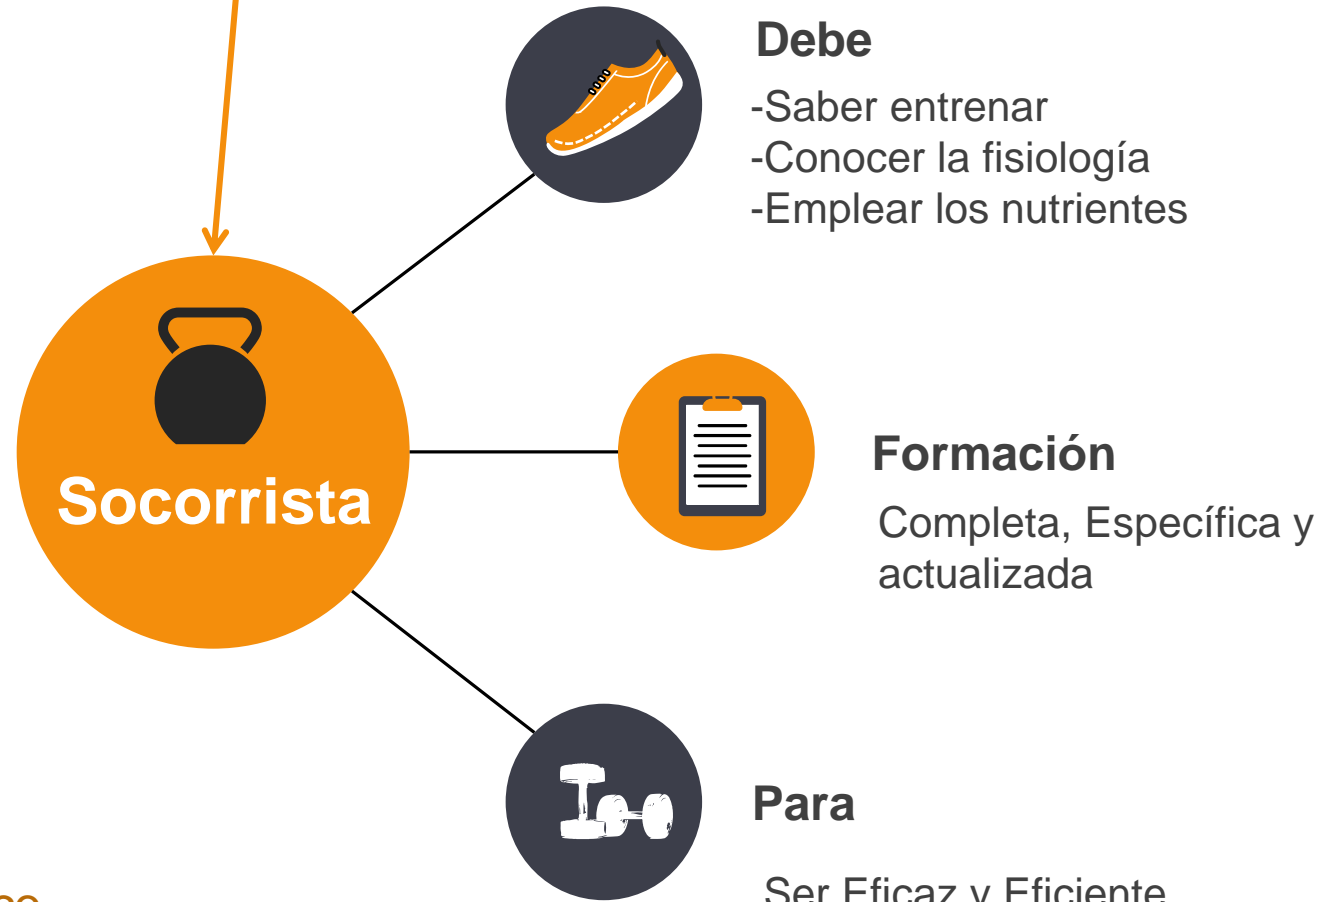 Debe
-Saber entrenar
-Conocer la fisiología
-Emplear los nutrientes
Socorrista
Formación
Completa, Específica y
actualizada
Para
Ser Eficaz y Eficiente